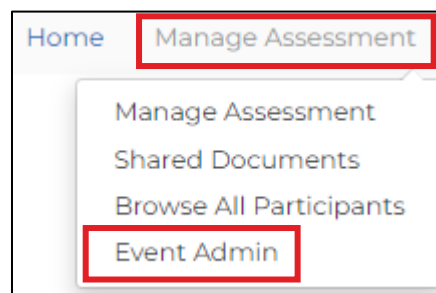 Home Manage Assessment
Manage Assessment
Shared Documents
Browse All Participants
Event Admin